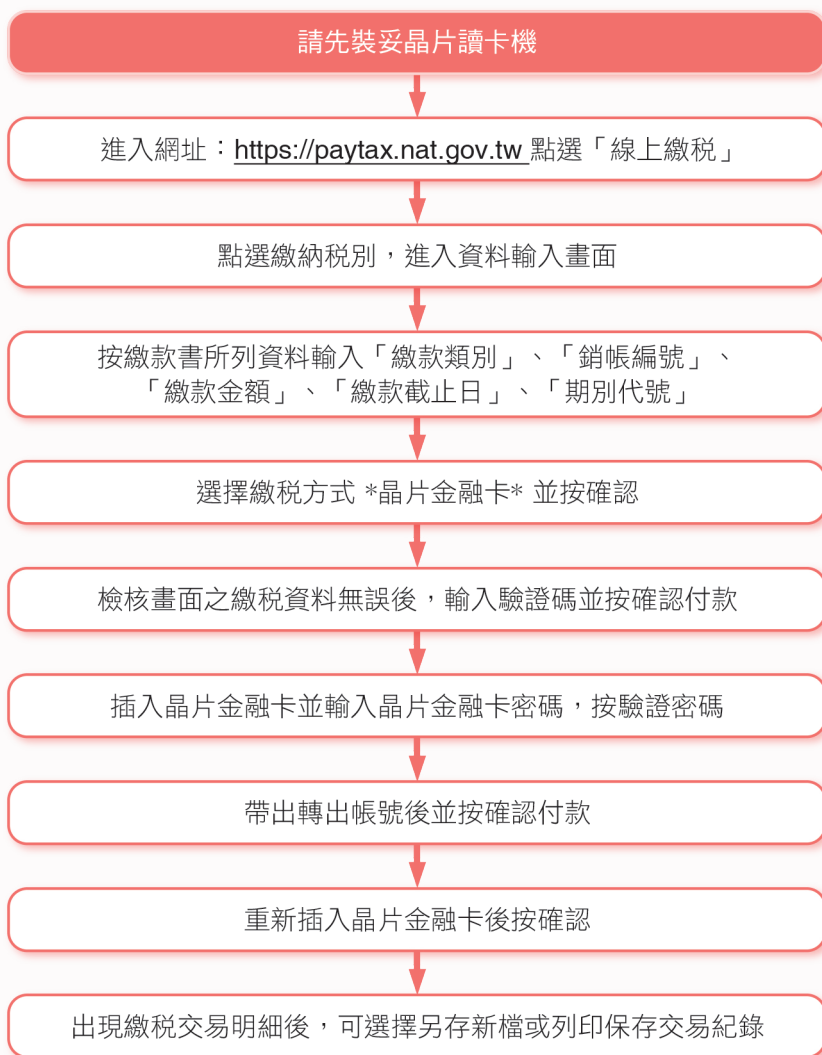 請先裝妥晶片讀卡機
進入網址：https://paytax.nat.gov.tw 點選「線上繳稅」
點選繳納稅別，進入資料輸入畫面
按繳款書所列資料輸入「繳款類別」、「銷帳編號」、
「繳款金額」、「繳款截止日」、「期別代號」
選擇繳稅方式 *晶片金融卡* 並按確認
檢核畫面之繳稅資料無誤後，輸入驗證碼並按確認付款
插入晶片金融卡並輸入晶片金融卡密碼，按驗證密碼
帶出轉出帳號後並按確認付款
重新插入晶片金融卡後按確認
出現繳稅交易明細後，可選擇另存新檔或列印保存交易紀錄